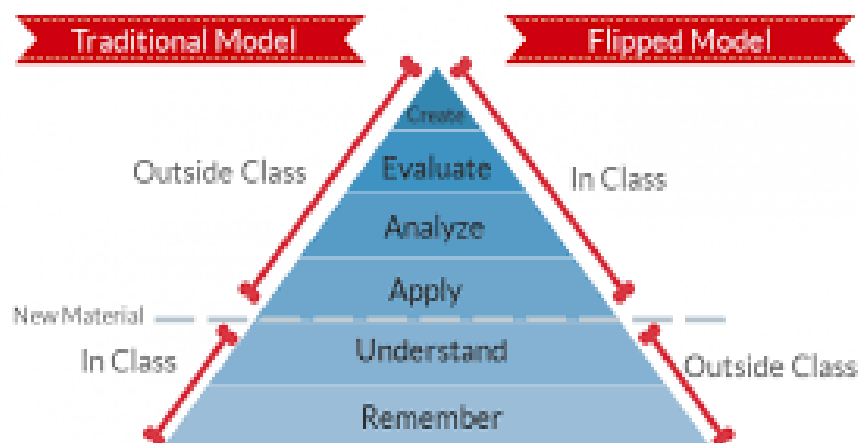 Traditional Model
Flipped Model
Create
Outside Class
Evaluate
In Class
Analyze
Apply
New Material
In Class
Understand
Outside Class
Remember